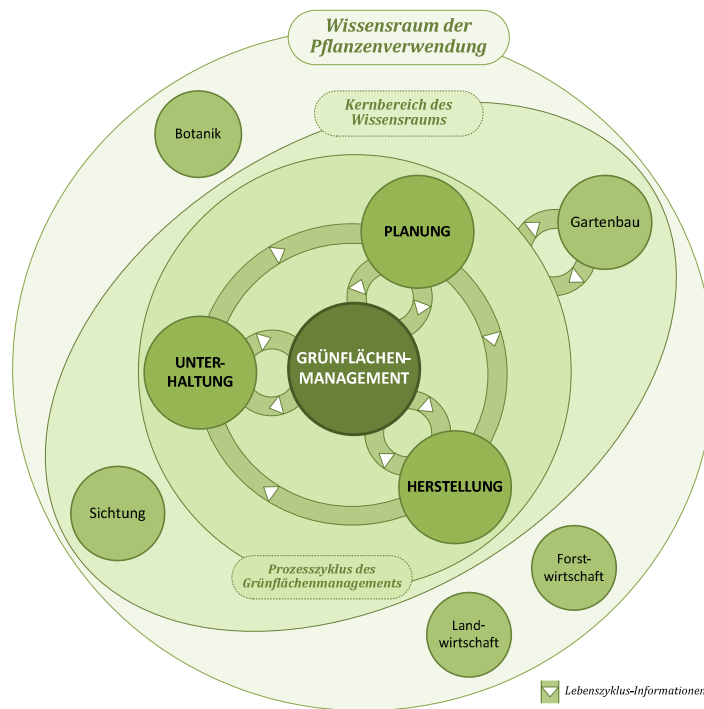 Wissensraum der
Pflanzenverwendung
Kernbereich des
Wissensraums
Botanik
Gartenbau
PLANUNG
UNTER-
HALTUNG
GRÜNFLÄCHEN-
MANAGEMENT
HERSTELLUNG
Sichtung
Prozesszyklus des
Grünflächenmanagements
Forst-
wirtschaft
Land-
wirtschaft
Lebenszyklus-Informationen